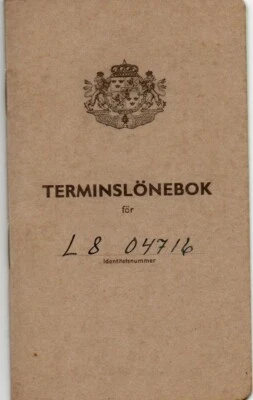 TERMINSLÖNEBOK
för
L 8 04716
Identitetsnummer